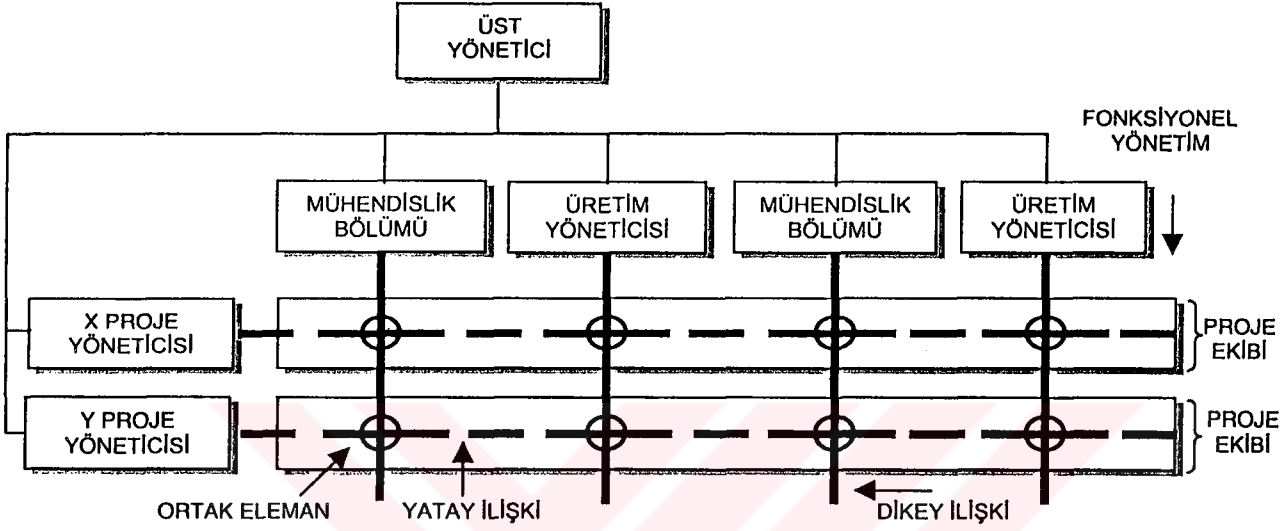 ÜST
YÖNETİCİ
FONKSİYONEL
YÖNETİM
MÜHENDİSLİK
BÖLÜMÜ
ÜRETİM
YÖNETİCİSİ
MÜHENDİSLİK
BÖLÜMÜ
ÜRETİM
YÖNETİCİSİ
X PROJE
YÖNETİCİSİ
PROJE
EKİBİ
Y PROJE
YÖNETİCİSİ
PROJE
EKİBİ
ORTAK ELEMAN
YATAY İLİŞKİ
DİKEY İLİŞKİ